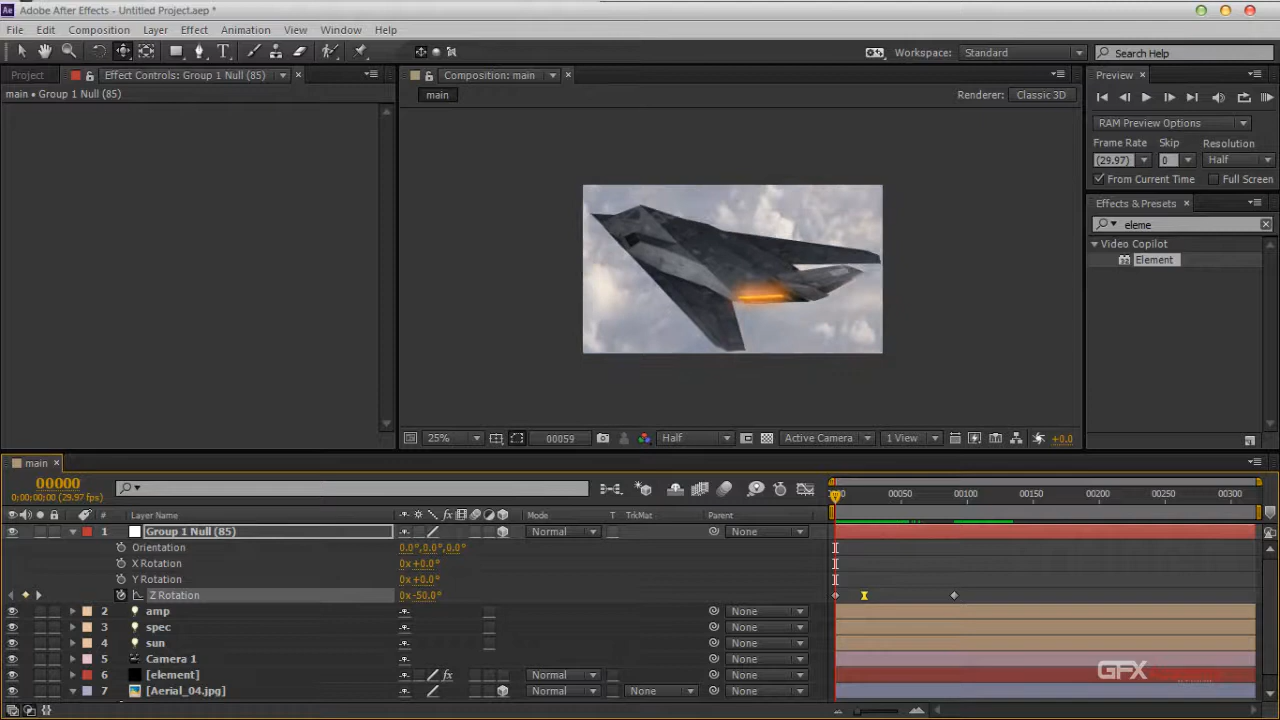 Adobe After Effects - Untitled Project.aep *
File Edit Composition Layer Effect Animation View Window Help
Workspace: Standard Search Help
Project Effect Controls: Group 1 Null (85) Composition: main Preview
main • Group 1 Null (85) main Renderer: Classic 3D
RAM Preview Options
Frame Rate Skip Resolution
(29.97) 0 Half
From Current Time Full Screen
Effects & Presets
eleme
Video Copilot
Element
25% 00059 Half Active Camera 1 View +0.0
main
00000
0;00;00;00 (29.97 fps)
00050 00100 00150 00200 00250 00300
# Layer Name Mode T TrkMat Parent
1 Group 1 Null (85) Normal None
Orientation 0.0°,0.0°,0.0°
X Rotation 0x +0.0°
Y Rotation 0x +0.0°
Z Rotation 0x -50.0°
2 amp None
3 spec None
4 sun None
5 Camera 1 None
6 [element] fx Normal None
7 [Aerial_04.jpg] Normal None None
GFX